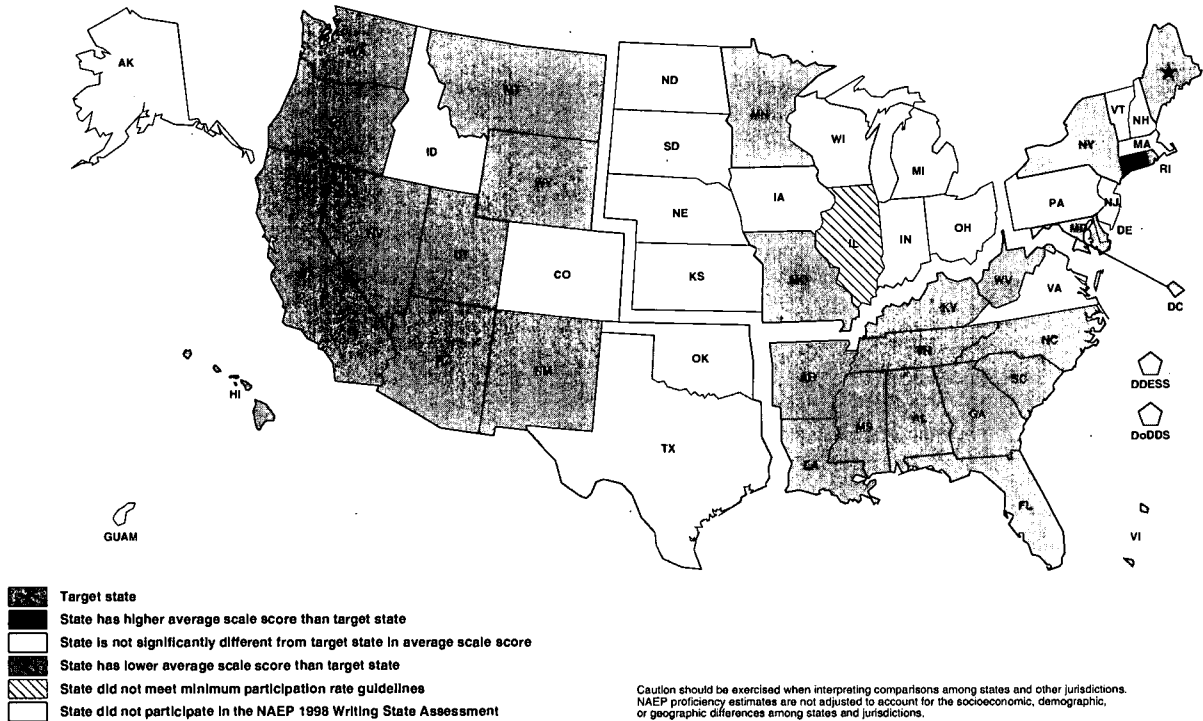 AK
WA
MT
ND
MN
VT
NH
ID
SD
WI
NY
MA
RI
WY
MI
IA
PA
NJ
NE
OH
IN
IL
MD
DE
NV
UT
CO
KS
MO
WV
VA
DC
KY
NC
TN
OK
AR
SC
DDESS
NM
HI
MS
AL
GA
DoDDS
TX
LA
FL
GUAM
VI
Target state
State has higher average scale score than target state
State is not significantly different from target state in average scale score
State has lower average scale score than target state
State did not meet minimum participation rate guidelines
State did not participate in the NAEP 1998 Writing State Assessment
Caution should be exercised when interpreting comparisons among states and other jurisdictions.
NAEP proficiency estimates are not adjusted to account for the socioeconomic, demographic,
or geographic differences among states and jurisdictions.